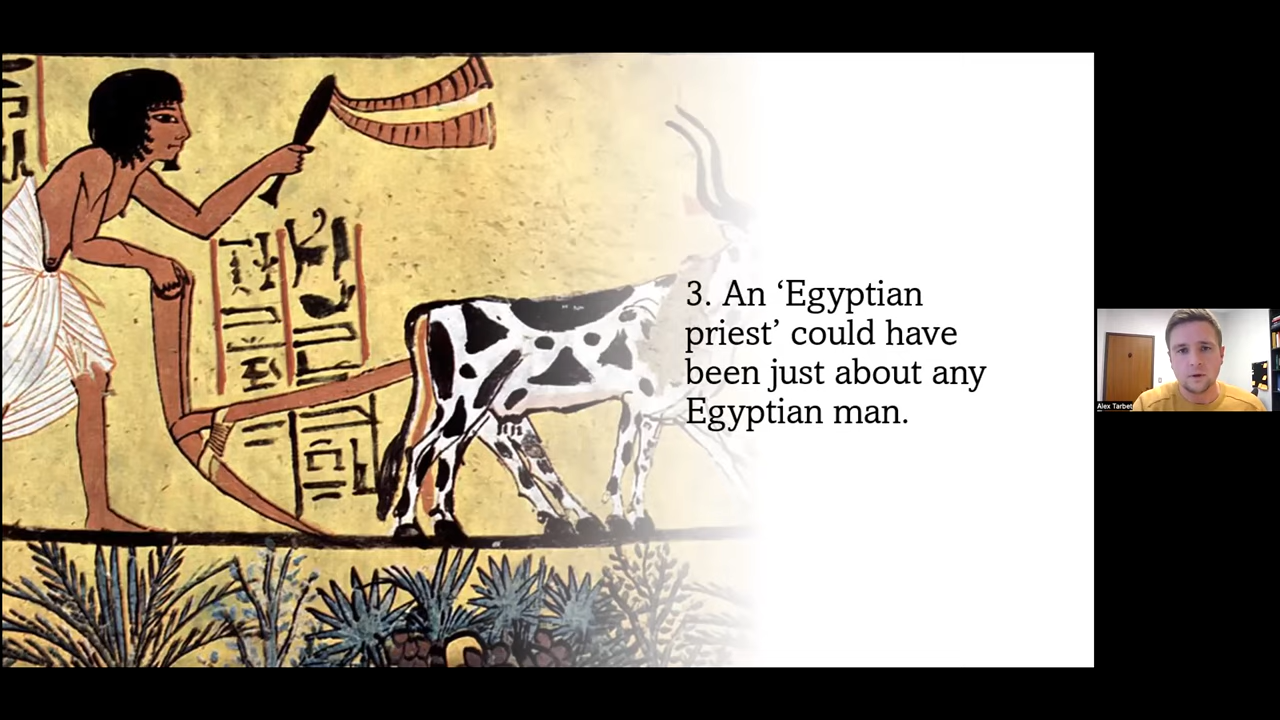 3. An ‘Egyptian
priest’ could have
been just about any
Egyptian man.
Alex Tarbet